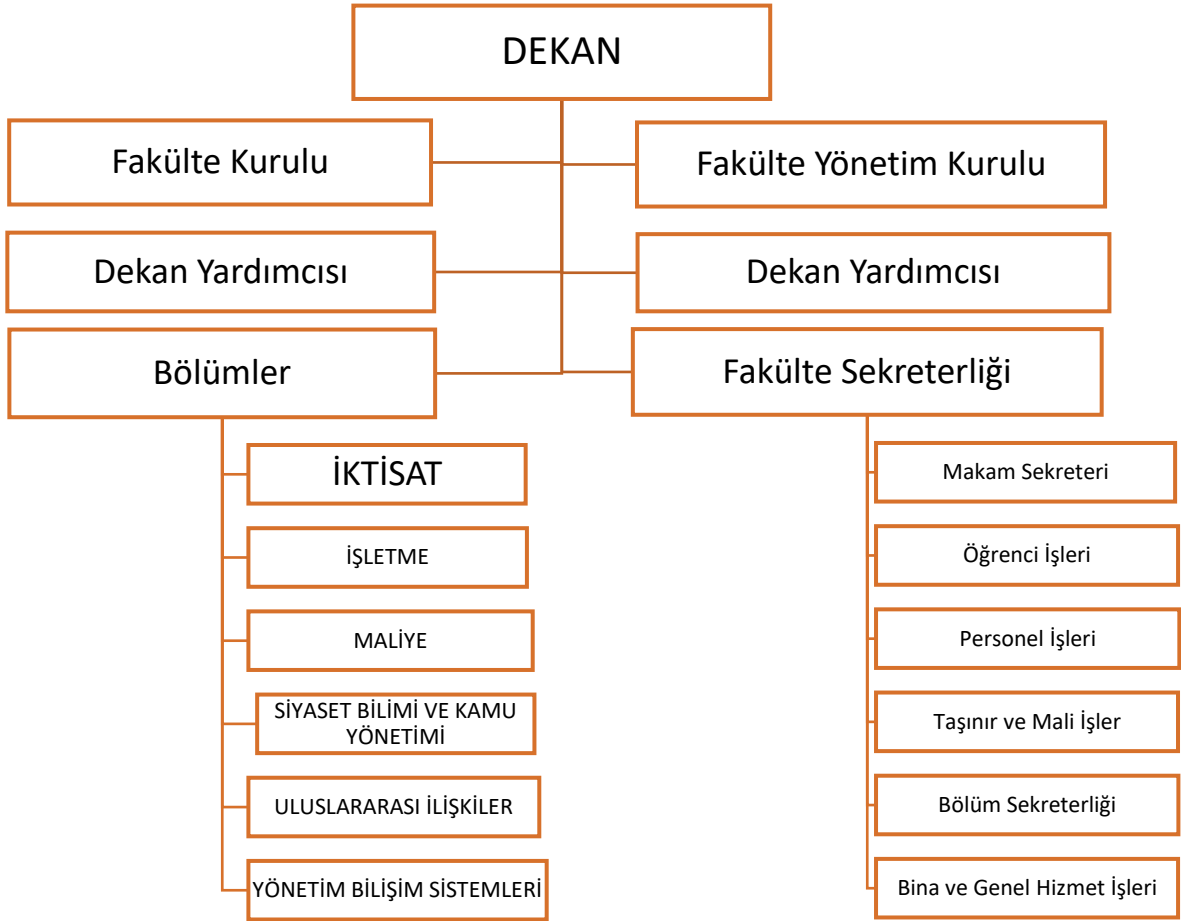 DEKAN
Fakülte Kurulu
Fakülte Yönetim Kurulu
Dekan Yardımcısı
Dekan Yardımcısı
Bölümler
Fakülte Sekreterliği
İKTİSAT
İŞLETME
MALİYE
SİYASET BİLİMİ VE KAMU
YÖNETİMİ
ULUSLARARASI İLİŞKİLER
YÖNETİM BİLİŞİM SİSTEMLERİ
Makam Sekreteri
Öğrenci İşleri
Personel İşleri
Taşınır ve Mali İşler
Bölüm Sekreterliği
Bina ve Genel Hizmet İşleri